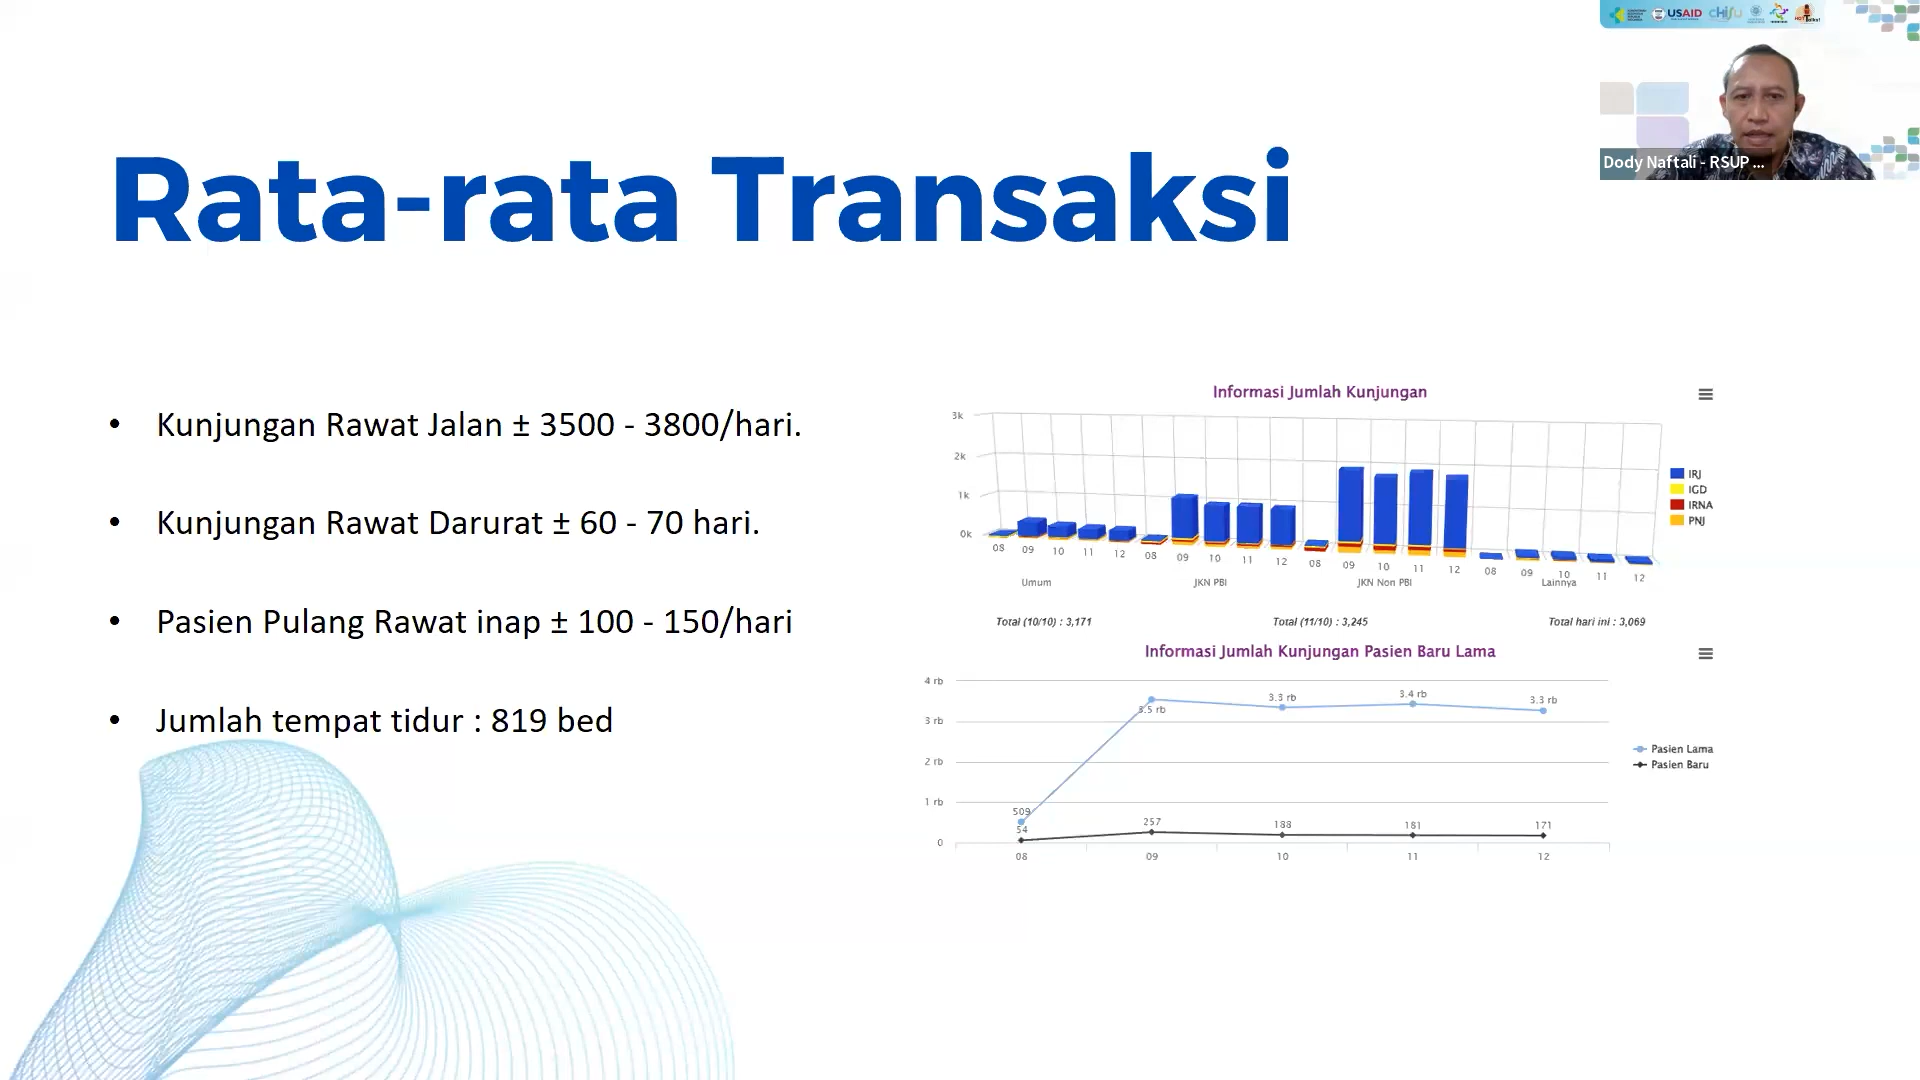 USAID
CHISU
Dody Naftali - RSUP ...
Rata-rata Transaksi
• Kunjungan Rawat Jalan ± 3500 - 3800/hari.
• Kunjungan Rawat Darurat ± 60 - 70 hari.
• Pasien Pulang Rawat inap ± 100 - 150/hari
• Jumlah tempat tidur : 819 bed
Informasi Jumlah Kunjungan
3k
2k
1k
0k
08 09 10 11 12 08 09 10 11 12 08 09 10 11 12 08 09 10 11 12
Umum JKN PBI JKN Non PBI Lainnya
IRJ
IGD
IRNA
PNJ
Total (10/10) : 3,171 Total (11/10) : 3,245 Total hari ini : 3,069
Informasi Jumlah Kunjungan Pasien Baru Lama
4 rb
3 rb
2 rb
1 rb
0
509 3.5 rb 3.3 rb 3.4 rb 3.3 rb
54 257 188 181 171
08 09 10 11 12
Pasien Lama
Pasien Baru